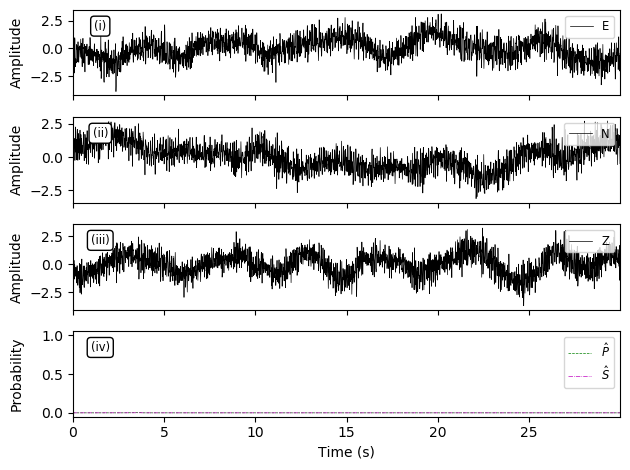 (i)
E
Amplitude
2.5
0.0
−2.5
(ii)
N
Amplitude
2.5
0.0
−2.5
(iii)
Z
Amplitude
2.5
0.0
−2.5
(iv)
P̂
Ŝ
Probability
1.0
0.5
0.0
0 5 10 15 20 25
Time (s)